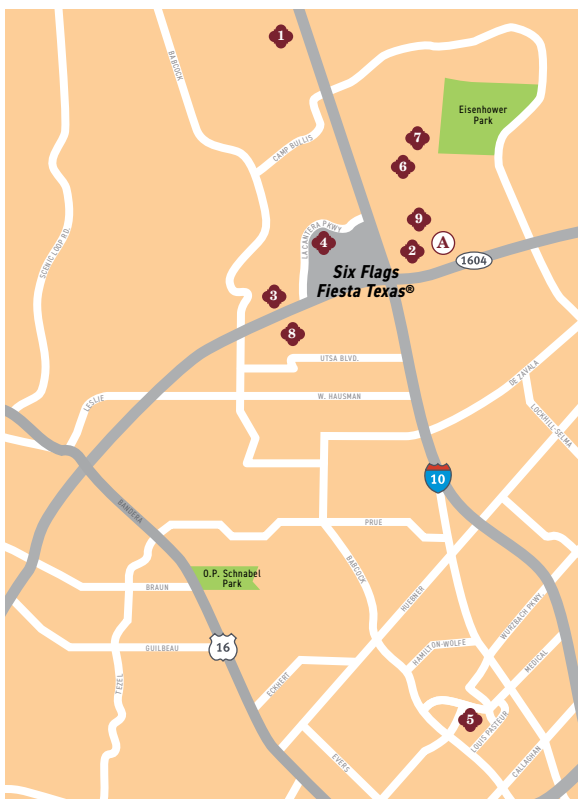 1
BABCOCK
Eisenhower
Park
7
CAMP BULLIS
6
SCENIC LOOP RD.
9
LA CANTERA PKWY
4
A
2
1604
Six Flags
Fiesta Texas®
3
8
UTSA BLVD.
DE ZAVALA
LESLIE
W. HAUSMAN
LOCKHILL-SELMA
10
BANDERA
PRUE
BABCOCK
O.P. Schnabel
Park
BRAUN
HUEBNER
WURZBACH PKWY.
GUILBEAU
16
HAMILTON-WOLFE
MEDICAL
TEZEL
ECKHERT
5
LOUIS PASTEUR
EVERS
CALLAGHAN